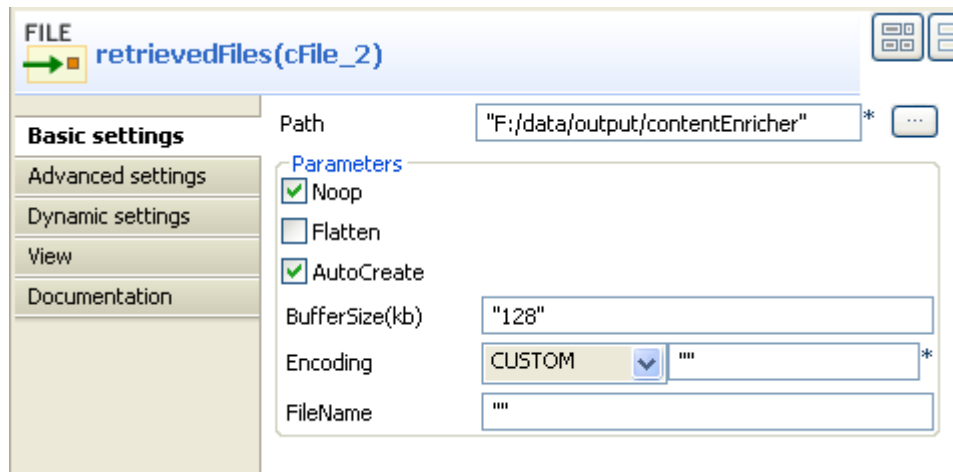 FILE
retrievedFiles(cFile_2)
Basic settings
Advanced settings
Dynamic settings
View
Documentation
Path "F:/data/output/contentEnricher" * ...
Parameters
Noop
Flatten
AutoCreate
BufferSize(kb) "128"
Encoding CUSTOM "" *
FileName ""